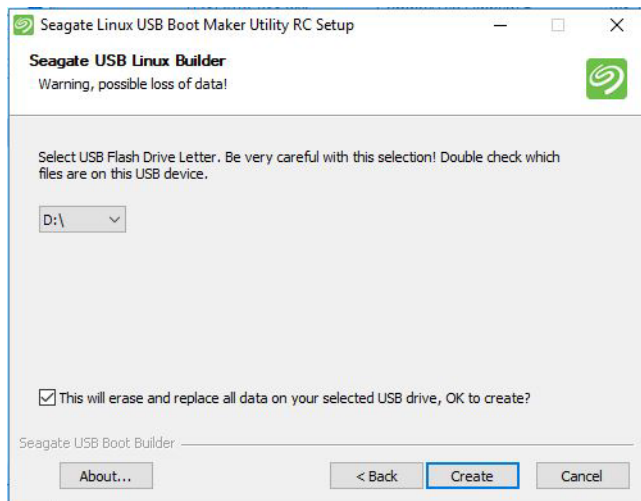 Seagate Linux USB Boot Maker Utility RC Setup
Seagate USB Linux Builder
Warning, possible loss of data!
Select USB Flash Drive Letter. Be very careful with this selection! Double check which
files are on this USB device.
D:\
This will erase and replace all data on your selected USB drive, OK to create?
Seagate USB Boot Builder
About... < Back Create Cancel